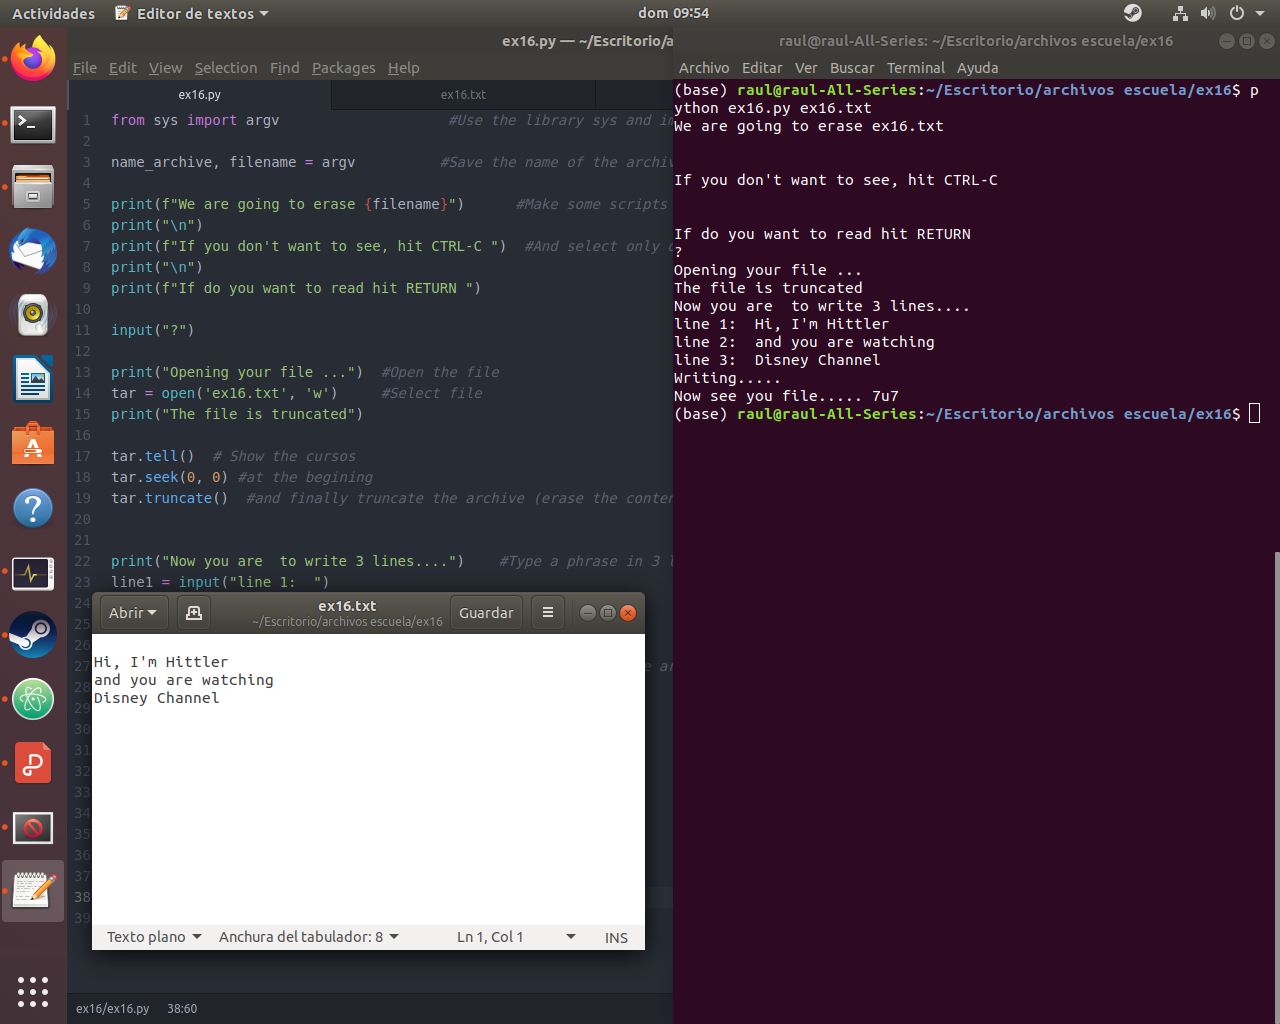 Actividades
Editor de textos
dom 09:54
ex16.py — ~/Escritorio/a
File Edit View Selection Find Packages Help
ex16.py
ex16.txt
1 from sys import argv #Use the library sys and im
2
3 name_archive, filename = argv #Save the name of the archiv
4
5 print(f"We are going to erase {filename}") #Make some scripts
6 print("\n")
7 print(f"If you don't want to see, hit CTRL-C ") #And select only o
8 print("\n")
9 print(f"If do you want to read hit RETURN ")
10
11 input("?")
12
13 print("Opening your file ...") #Open the file
14 tar = open('ex16.txt', 'w') #Select file
15 print("The file is truncated")
16
17 tar.tell() # Show the cursos
18 tar.seek(0, 0) #at the begining
19 tar.truncate() #and finally truncate the archive (erase the conten
20
21
22 print("Now you are  to write 3 lines....") #Type a phrase in 3 l
23 line1 = input("line 1:  ")
24
25
26
27 e ar
28
29
30
31
32
33
34
35
36
37
38
39
ex16/ex16.py 38:60
Abrir
ex16.txt
~/Escritorio/archivos escuela/ex16
Guardar
Hi, I'm Hittler
and you are watching
Disney Channel
Texto plano Anchura del tabulador: 8 Ln 1, Col 1 INS
raul@raul-All-Series: ~/Escritorio/archivos escuela/ex16
Archivo Editar Ver Buscar Terminal Ayuda
(base) raul@raul-All-Series:~/Escritorio/archivos escuela/ex16$ p
ython ex16.py ex16.txt
We are going to erase ex16.txt
If you don't want to see, hit CTRL-C
If do you want to read hit RETURN
?
Opening your file ...
The file is truncated
Now you are  to write 3 lines....
line 1:  Hi, I'm Hittler
line 2:  and you are watching
line 3:  Disney Channel
Writing.....
Now see you file..... 7u7
(base) raul@raul-All-Series:~/Escritorio/archivos escuela/ex16$